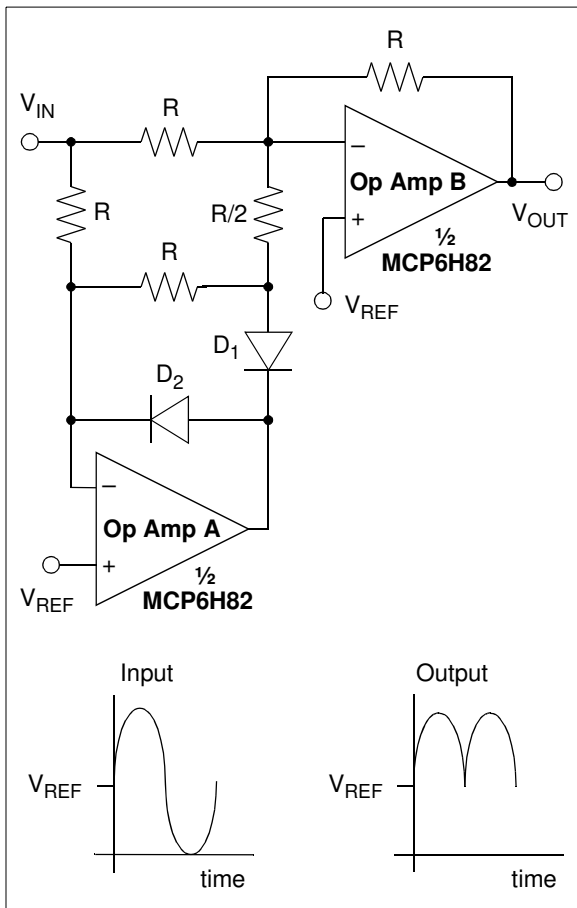 R
V_IN
R
Op Amp B
R
R/2
V_OUT
½
MCP6H82
R
V_REF
D_1
D_2
Op Amp A
V_REF
½
MCP6H82
Input
Output
V_REF
V_REF
time
time